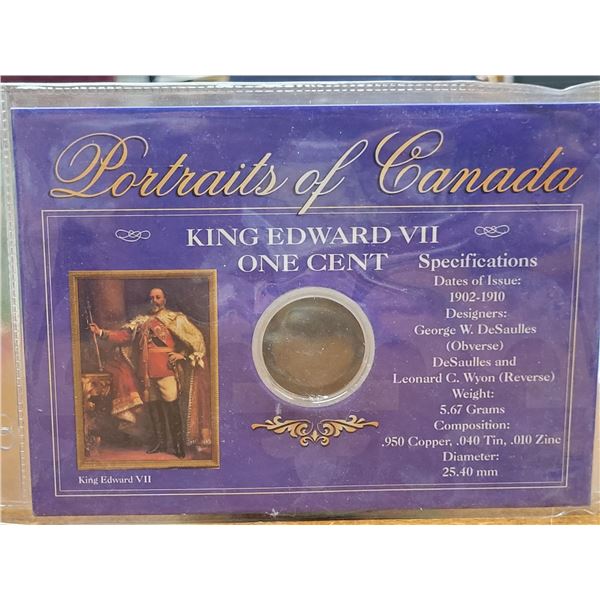 Portraits of Canada
KING EDWARD VII
ONE CENT
King Edward VII
Specifications
Dates of Issue:
1902-1910
Designers:
George W. DeSaulles
(Obverse)
DeSaulles and
Leonard C. Wyon (Reverse)
Weight:
5.67 Grams
Composition:
.950 Copper, .040 Tin, .010 Zinc
Diameter:
25.40 mm